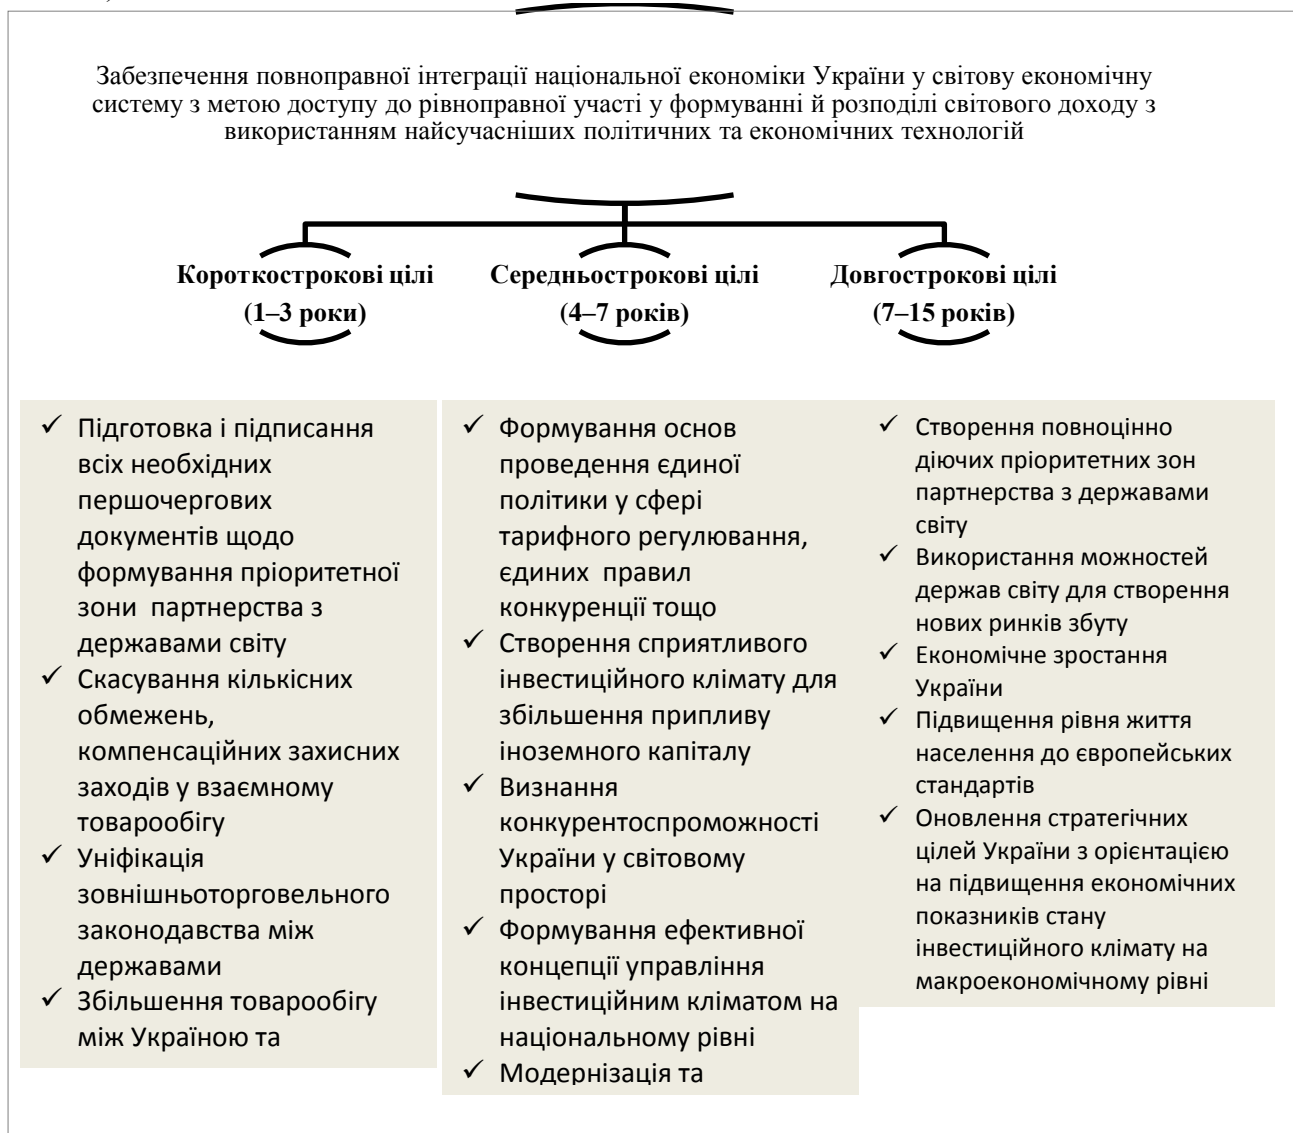 Забезпечення повноправної інтеграції національної економіки України у світову економічну
систему з метою доступу до рівноправної участі у формуванні й розподілі світового доходу з
використанням найсучасніших політичних та економічних технологій
Короткострокові цілі
(1–3 роки)
Середньострокові цілі
(4–7 років)
Довгострокові цілі
(7–15 років)
✓ Підготовка і підписання
всіх необхідних
першочергових
документів щодо
формування пріоритетної
зони партнерства з
державами світу
✓ Скасування кількісних
обмежень,
компенсаційних захисних
заходів у взаємному
товарообігу
✓ Уніфікація
зовнішньоторговельного
законодавства між
державами
✓ Збільшення товарообігу
між Україною та
✓ Формування основ
проведення єдиної
політики у сфері
тарифного регулювання,
єдиних правил
конкуренції тощо
✓ Створення сприятливого
інвестиційного клімату для
збільшення припливу
іноземного капіталу
✓ Визнання
конкурентоспроможності
України у світовому
просторі
✓ Формування ефективної
концепції управління
інвестиційним кліматом на
національному рівні
✓ Модернізація та
✓ Створення повноцінно
діючих пріоритетних зон
партнерства з державами
світу
✓ Використання можливостей
держав світу для створення
нових ринків збуту
✓ Економічне зростання
України
✓ Підвищення рівня життя
населення до європейських
стандартів
✓ Оновлення стратегічних
цілей України з орієнтацією
на підвищення економічних
показників стану
інвестиційного клімату на
макроекономічному рівні